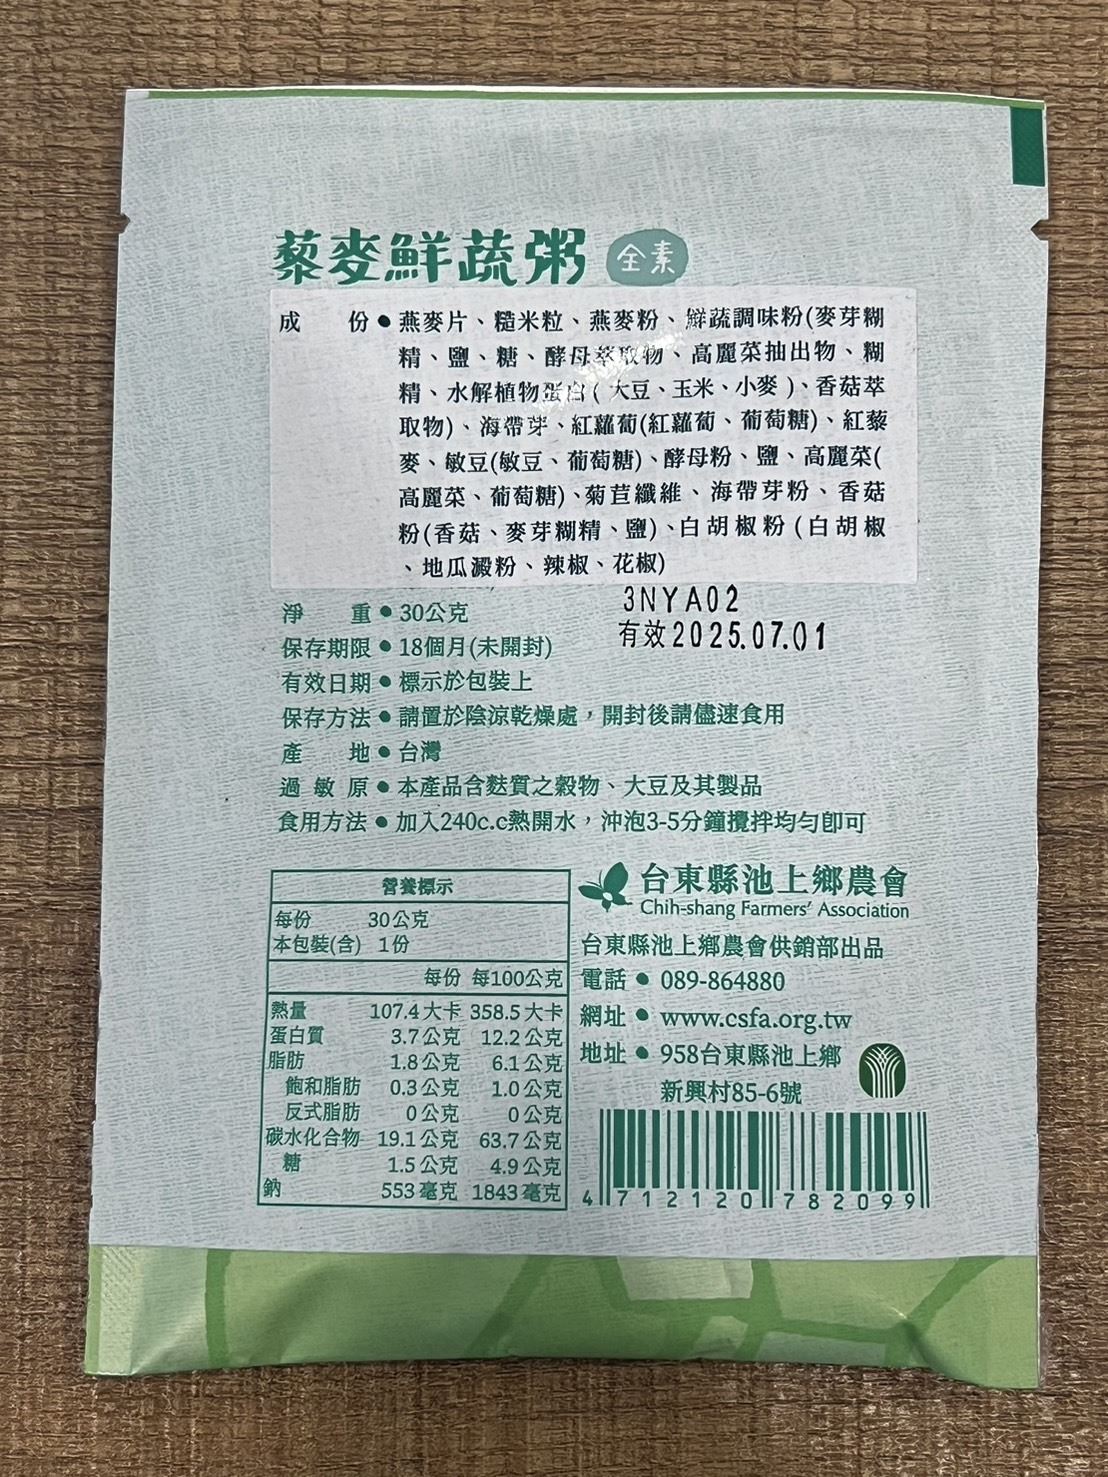 藜麥鮮蔬粥 全素
成 份●燕麥片、糙米粒、燕麥粉、鮮蔬調味粉(麥芽糊
精、鹽、糖、酵母萃取物、高麗菜抽出物、糊
精、水解植物蛋白(大豆、玉米、小麥)、香菇萃
取物)、海帶芽、紅蘿蔔(紅蘿蔔、葡萄糖)、紅藜
麥、敏豆(敏豆、葡萄糖)、酵母粉、鹽、高麗菜(
高麗菜、葡萄糖)、菊苣纖維、海帶芽粉、香菇
粉(香菇、麥芽糊精、鹽)、白胡椒粉(白胡椒
、地瓜澱粉、辣椒、花椒)
3NYA02
有效2025.07.01
淨 重●30公克
保存期限●18個月(未開封)
有效日期●標示於包裝上
保存方法●請置於陰涼乾燥處，開封後請儘速食用
產 地●台灣
過敏原●本產品含麩質之穀物、大豆及其製品
食用方法●加入240c.c熱開水，沖泡3-5分鐘攪拌均勻即可
營養標示
每份 30公克
本包裝(含) 1份
每份 每100公克
熱量 107.4大卡 358.5大卡
蛋白質 3.7公克 12.2公克
脂肪 1.8公克 6.1公克
飽和脂肪 0.3公克 1.0公克
反式脂肪 0公克 0公克
碳水化合物 19.1公克 63.7公克
糖 1.5公克 4.9公克
鈉 553毫克 1843毫克
台東縣池上鄉農會
Chih-shang Farmers' Association
台東縣池上鄉農會供銷部出品
電話●089-864880
網址●www.csfa.org.tw
地址●958台東縣池上鄉
新興村85-6號
4 712120 782099